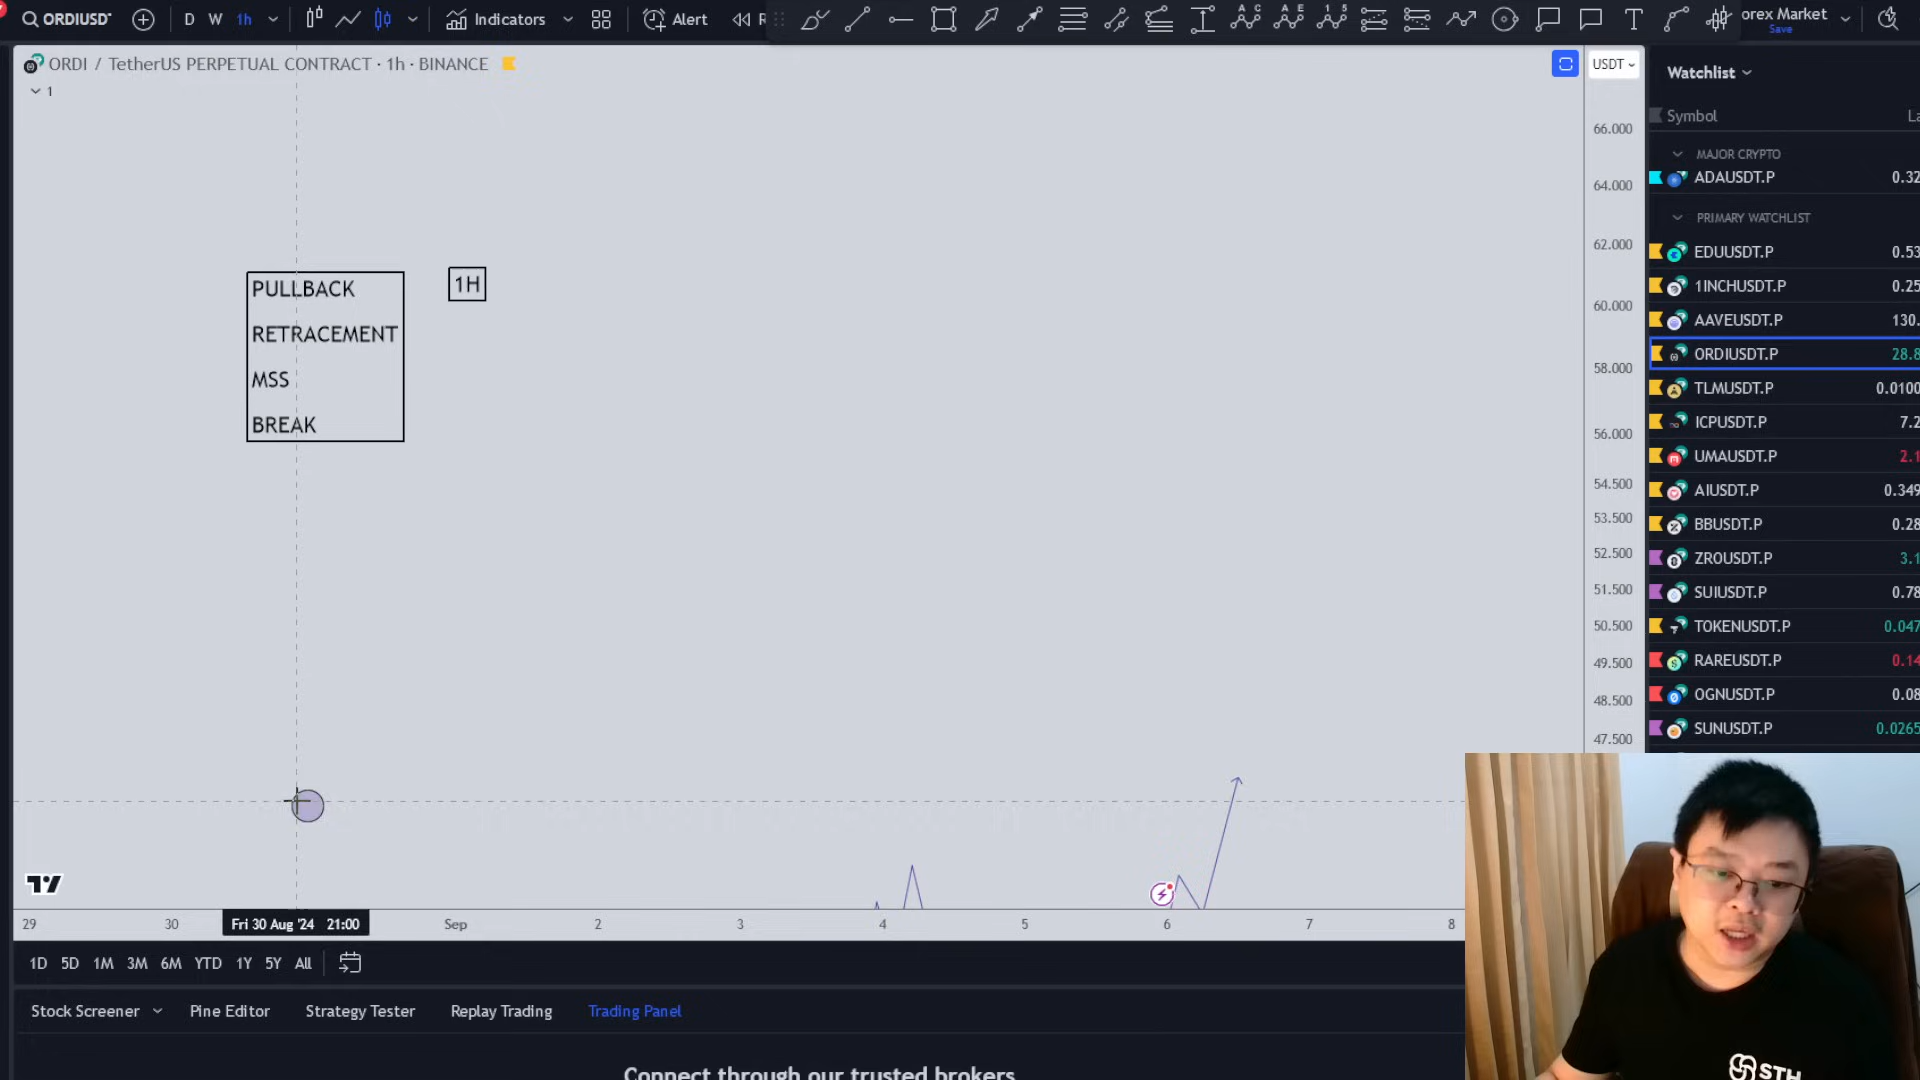 ORDIUSD
D
W
1h
Indicators
Alert
orex Market
Save
ORDI / TetherUS PERPETUAL CONTRACT · 1h · BINANCE
1
USDT
66.000
64.000
62.000
60.000
58.000
56.000
54.500
53.500
52.500
51.500
50.500
49.500
48.500
47.500
PULLBACK
RETRACEMENT
MSS
BREAK
1H
29
30
Fri 30 Aug '24 21:00
Sep
2
3
4
5
6
7
8
1D 5D 1M 3M 6M YTD 1Y 5Y All
Stock Screener
Pine Editor
Strategy Tester
Replay Trading
Trading Panel
Connect through our trusted brokers
Watchlist
Symbol
La
MAJOR CRYPTO
ADAUSDT.P 0.32
PRIMARY WATCHLIST
EDUUSDT.P 0.53
1INCHUSDT.P 0.25
AAVEUSDT.P 130.
ORDIUSDT.P 28.8
TLMUSDT.P 0.0100
ICPUSDT.P 7.2
UMAUSDT.P 2.1
AIUSDT.P 0.349
BBUSDT.P 0.28
ZROUSDT.P 3.1
SUIUSDT.P 0.78
TOKENUSDT.P 0.047
RAREUSDT.P 0.14
OGNUSDT.P 0.08
SUNUSDT.P 0.0265
STH